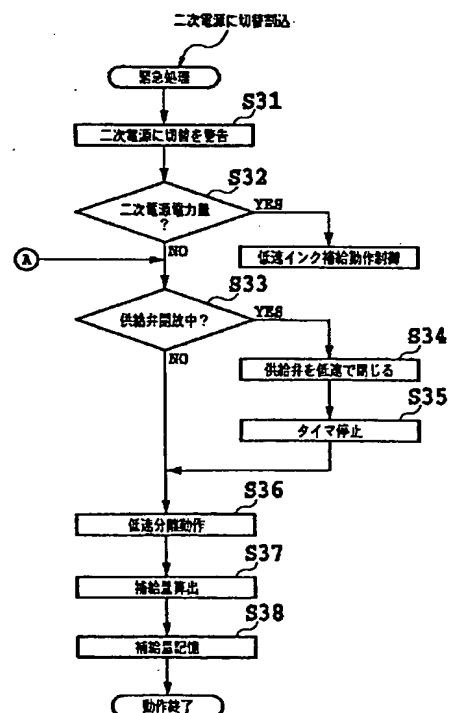 二次電源に切替割込
緊急処理
S31
二次電源に切替を警告
S32
二次電源電力量
?
YES
NO
低速インク補給動作制御
A
S33
供給弁開放中?
YES
NO
S34
供給弁を低速で閉じる
S35
タイマ停止
S36
低速分離動作
S37
補給量算出
S38
補給量記憶
動作終了